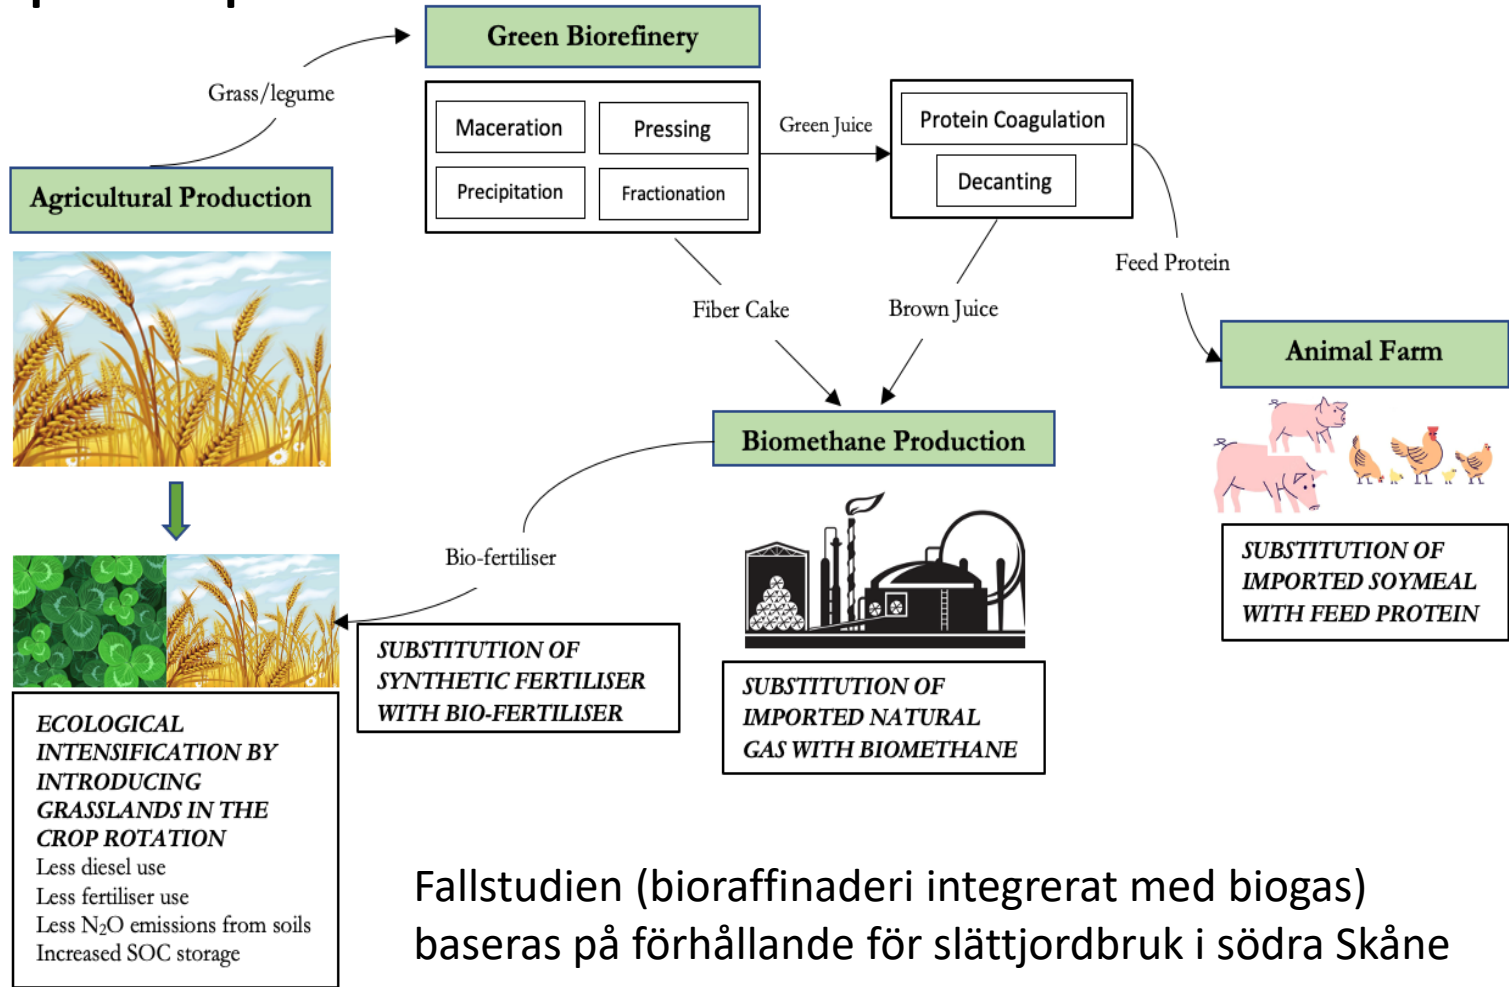 Green Biorefinery
Grass/legume
Maceration
Pressing
Precipitation
Fractionation
Green Juice
Protein Coagulation
Decanting
Agricultural Production
Feed Protein
Fiber Cake
Brown Juice
Animal Farm
Biomethane Production
Bio-fertiliser
SUBSTITUTION OF
IMPORTED SOYMEAL
WITH FEED PROTEIN
SUBSTITUTION OF
SYNTHETIC FERTILISER
WITH BIO-FERTILISER
SUBSTITUTION OF
IMPORTED NATURAL
GAS WITH BIOMETHANE
ECOLOGICAL
INTENSIFICATION BY
INTRODUCING
GRASSLANDS IN THE
CROP ROTATION
Less diesel use
Less fertiliser use
Less N₂O emissions from soils
Increased SOC storage
Fallstudien (bioraffinaderi integrerat med biogas)
baseras på förhållande för slättjordbruk i södra Skåne